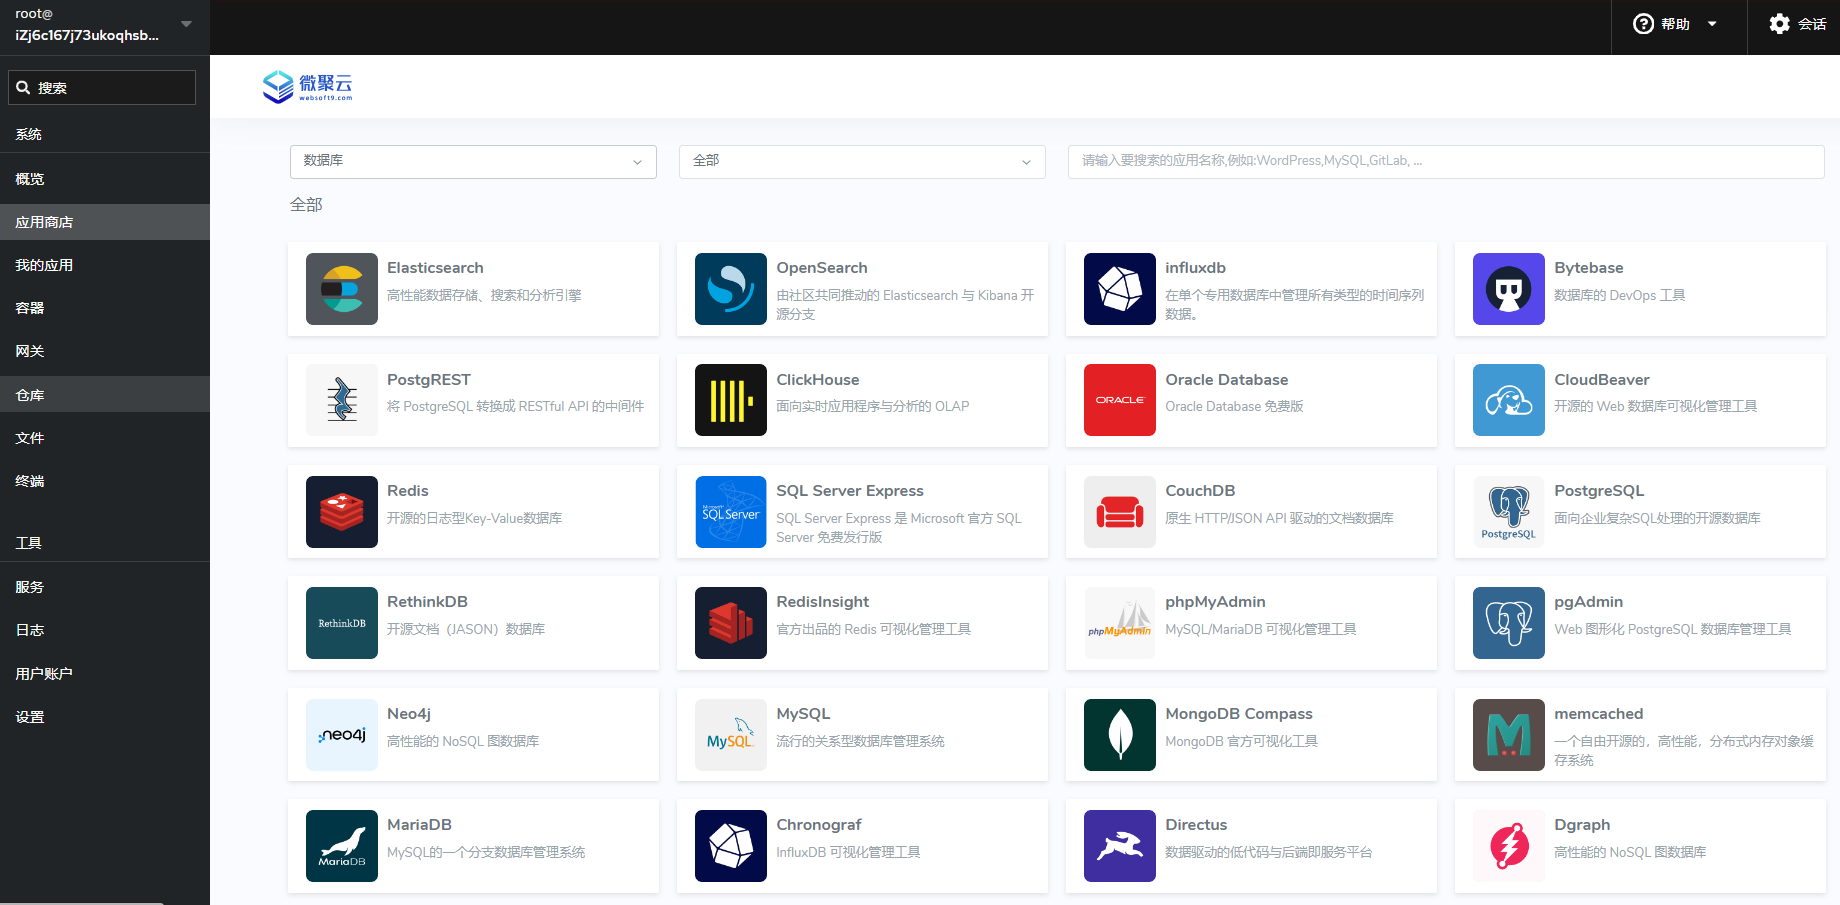 root@
iZj6c167j73ukoqhsb...
帮助
会话
搜索
系统
概览
应用商店
我的应用
容器
网关
仓库
文件
终端
工具
服务
日志
用户账户
设置
微聚云
websoft9.com
数据库
全部
请输入要搜索的应用名称,例如:WordPress,MySQL,GitLab, ...
全部
Elasticsearch
高性能数据存储、搜索和分析引擎
OpenSearch
由社区共同推动的 Elasticsearch 与 Kibana 开
源分支
influxdb
在单个专用数据库中管理所有类型的时间序列
数据。
Bytebase
数据库的 DevOps 工具
PostgREST
将 PostgreSQL 转换成 RESTful API 的中间件
ClickHouse
面向实时应用程序与分析的 OLAP
ORACLE
Oracle Database
Oracle Database 免费版
CloudBeaver
开源的 Web 数据库可视化管理工具
Redis
开源的日志型Key-Value数据库
Microsoft
SQL Server
SQL Server Express
SQL Server Express 是 Microsoft 官方 SQL
Server 免费发行版
CouchDB
原生 HTTP/JSON API 驱动的文档数据库
PostgreSQL
PostgreSQL
面向企业复杂SQL处理的开源数据库
RethinkDB
RethinkDB
开源文档（JASON）数据库
RedisInsight
官方出品的 Redis 可视化管理工具
phpMyAdmin
phpMyAdmin
MySQL/MariaDB 可视化管理工具
pgAdmin
Web 图形化 PostgreSQL 数据库管理工具
neo4j
Neo4j
高性能的 NoSQL 图数据库
MySQL
MySQL
流行的关系型数据库管理系统
MongoDB Compass
MongoDB 官方可视化工具
memcached
一个自由开源的，高性能，分布式内存对象缓
存系统
MariaDB
MariaDB
MySQL的一个分支数据库管理系统
Chronograf
InfluxDB 可视化管理工具
Directus
数据驱动的低代码与后端即服务平台
Dgraph
高性能的 NoSQL 图数据库